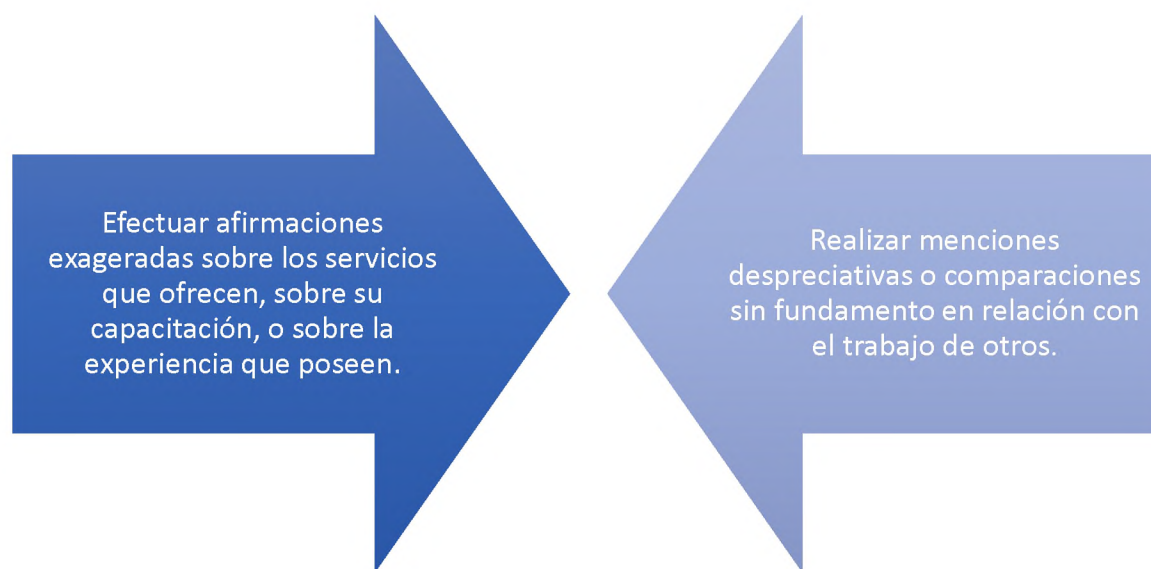 Efectuar afirmaciones
exageradas sobre los servicios
que ofrecen, sobre su
capacitación, o sobre la
experiencia que poseen.
Realizar menciones
despreciativas o comparaciones
sin fundamento en relación con
el trabajo de otros.